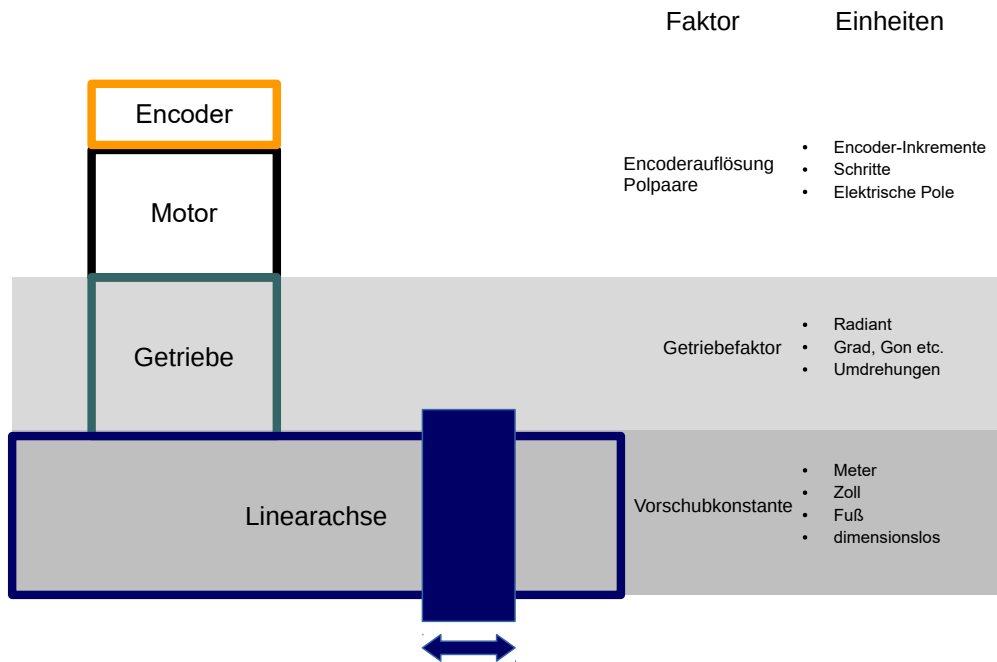 Faktor
Einheiten
Encoder
Encoderauflösung
Polpaare
• Encoder-Inkremente
• Schritte
• Elektrische Pole
Motor
Getriebe
Getriebefaktor
• Radiant
• Grad, Gon etc.
• Umdrehungen
Linearachse
Vorschubkonstante
• Meter
• Zoll
• Fuß
• dimensionslos